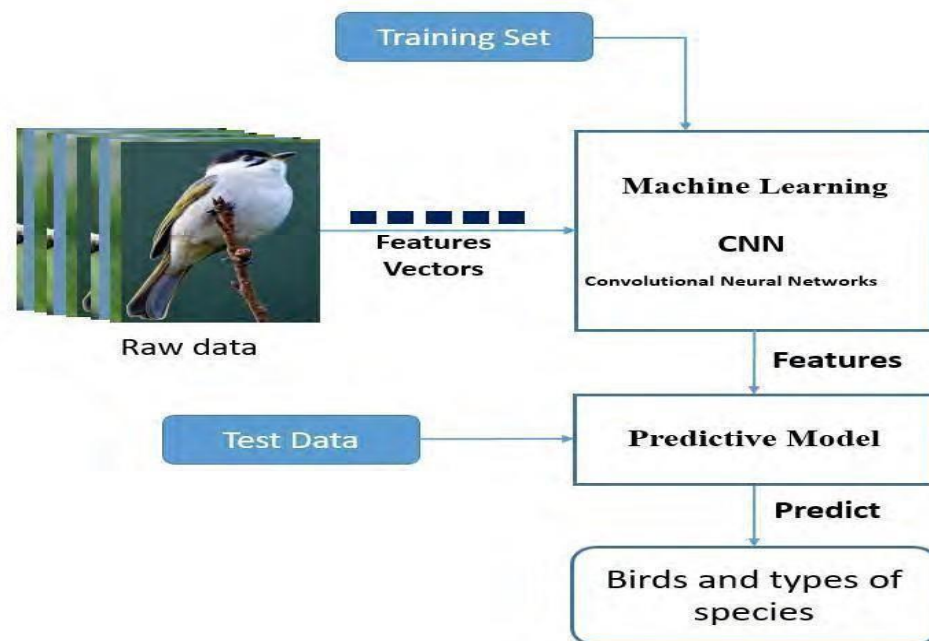 Training Set
Machine Learning
CNN
Convolutional Neural Networks
Features
Vectors
Raw data
Features
Test Data
Predictive Model
Predict
Birds and types of
species